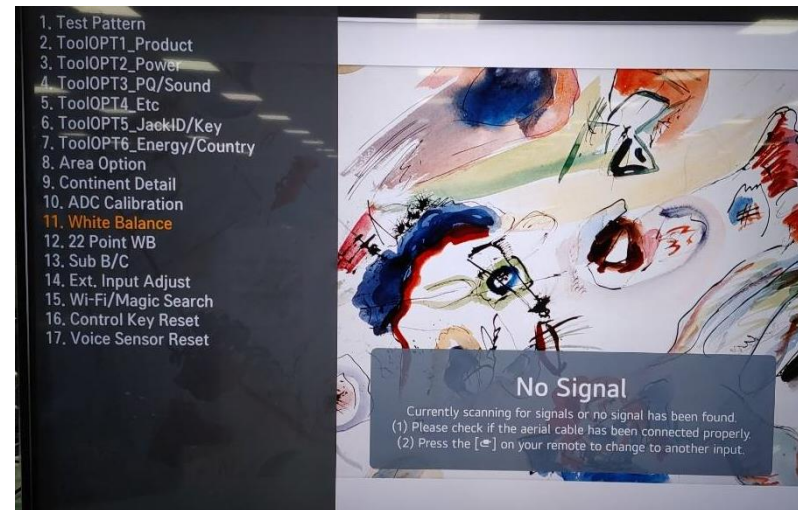 1. Test Pattern
2. ToolOPT1_Product
3. ToolOPT2_Power
4. ToolOPT3_PQ/Sound
5. ToolOPT4_Etc
6. ToolOPT5_JackID/Key
7. ToolOPT6_Energy/Country
8. Area Option
9. Continent Detail
10. ADC Calibration
11. White Balance
12. 22 Point WB
13. Sub B/C
14. Ext. Input Adjust
15. Wi-Fi/Magic Search
16. Control Key Reset
17. Voice Sensor Reset
No Signal
Currently scanning for signals or no signal has been found.
(1) Please check if the aerial cable has been connected properly.
(2) Press the [ ] on your remote to change to another input.